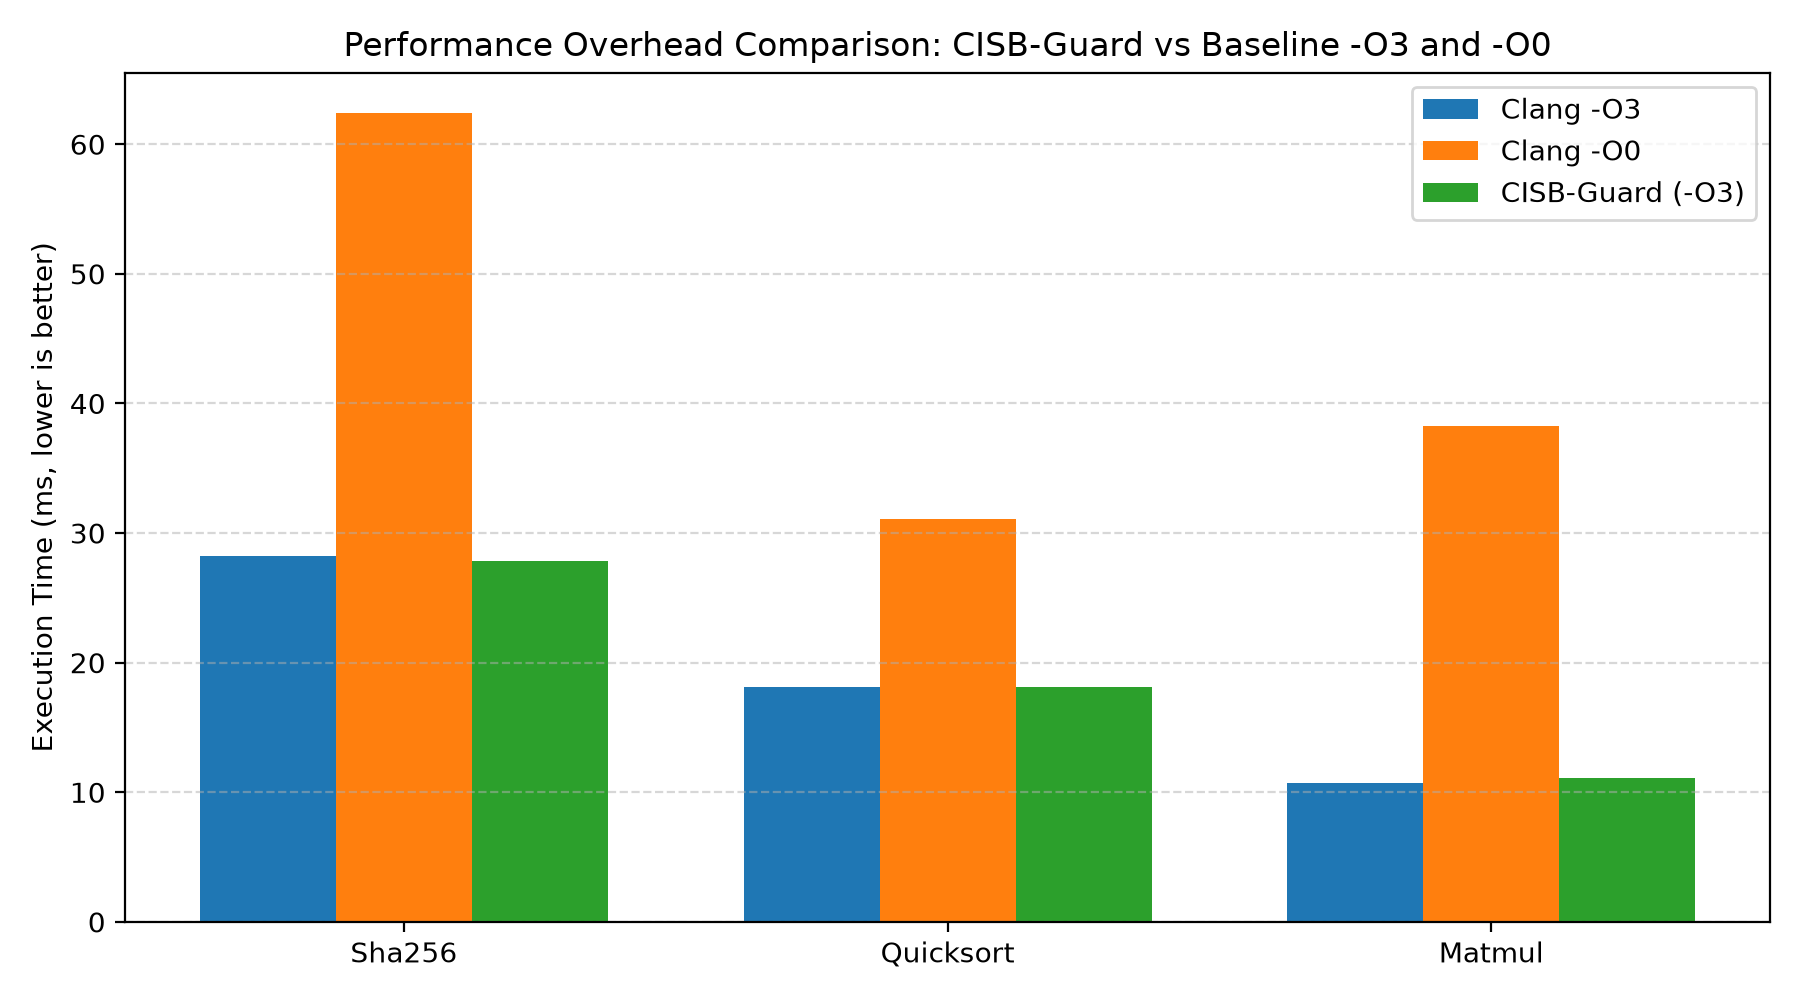 Performance Overhead Comparison: CISB-Guard vs Baseline -O3 and -O0
Clang -O3
Clang -O0
CISB-Guard (-O3)
Execution Time (ms, lower is better)
60
50
40
30
20
10
0
Sha256
Quicksort
Matmul